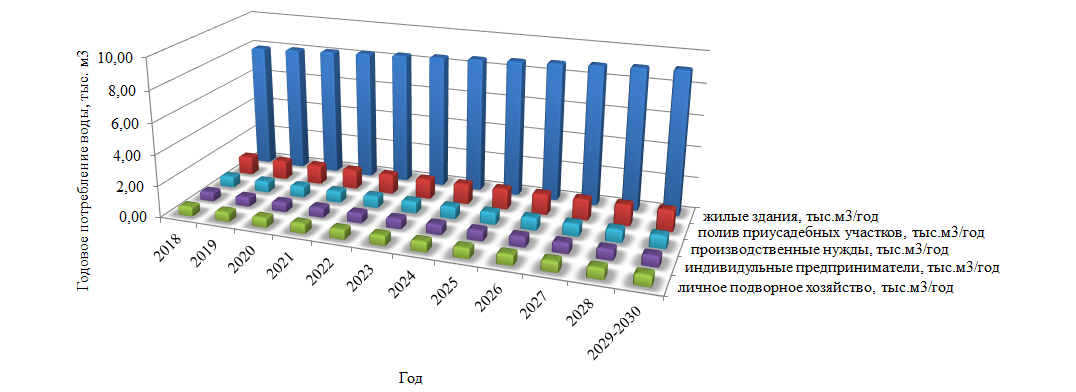 Годовое потребление воды, тыс. м3
10,00
8,00
6,00
4,00
2,00
0,00
2018
2019
2020
2021
2022
2023
2024
2025
2026
2027
2028
2029-2030
Год
жилые здания, тыс.м3/год
полив приусадебных участков, тыс.м3/год
производственные нужды, тыс.м3/год
индивидульные предприниматели, тыс.м3/год
личное подворное хозяйство, тыс.м3/год